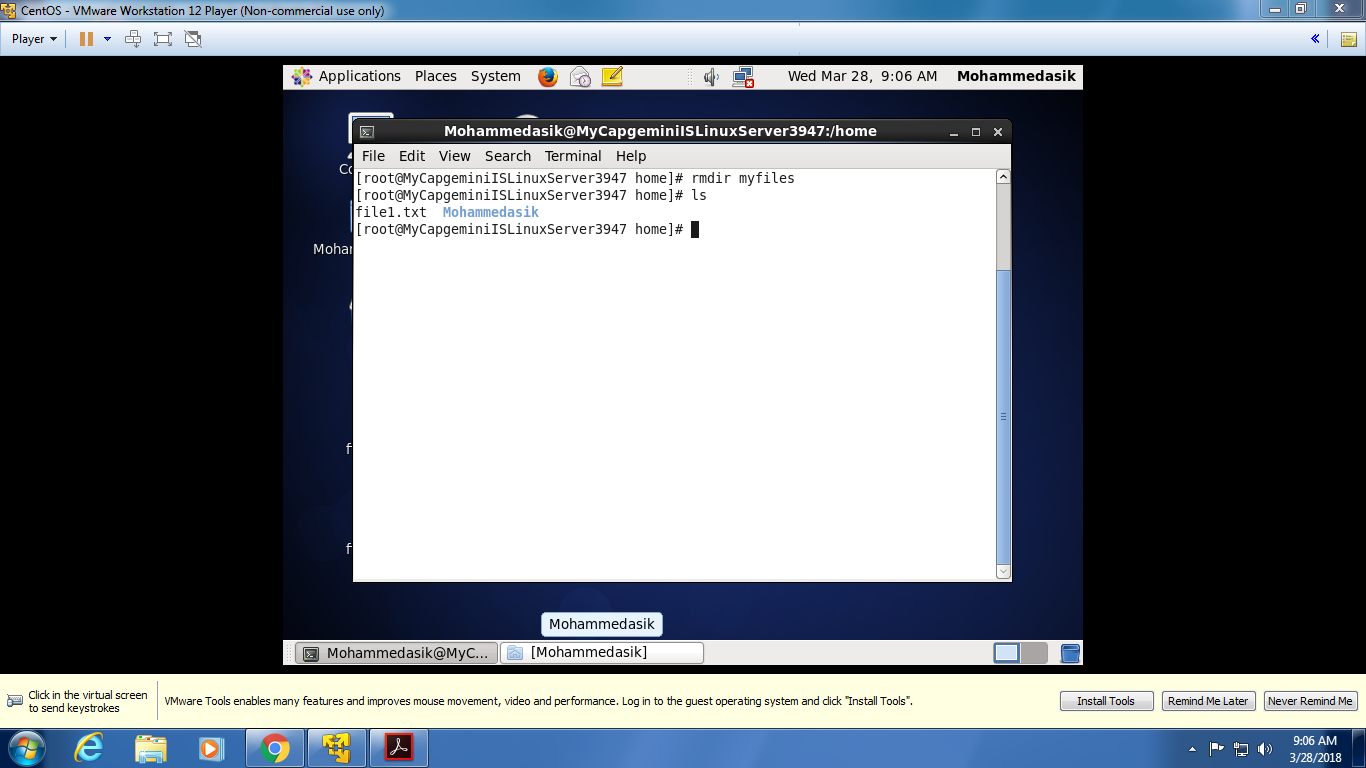 CentOS - VMware Workstation 12 Player (Non-commercial use only)
Player
Applications Places System Wed Mar 28, 9:06 AM Mohammedasik
Mohammedasik@MyCapgeminiISLinuxServer3947:/home
File Edit View Search Terminal Help
[root@MyCapgeminiISLinuxServer3947 home]# rmdir myfiles
[root@MyCapgeminiISLinuxServer3947 home]# ls
file1.txt Mohammedasik
[root@MyCapgeminiISLinuxServer3947 home]#
Mohammedasik
Mohammedasik@MyC... [Mohammedasik]
Click in the virtual screen
to send keystrokes
VMware Tools enables many features and improves mouse movement, video and performance. Log in to the guest operating system and click "Install Tools".
Install Tools Remind Me Later Never Remind Me
9:06 AM
3/28/2018